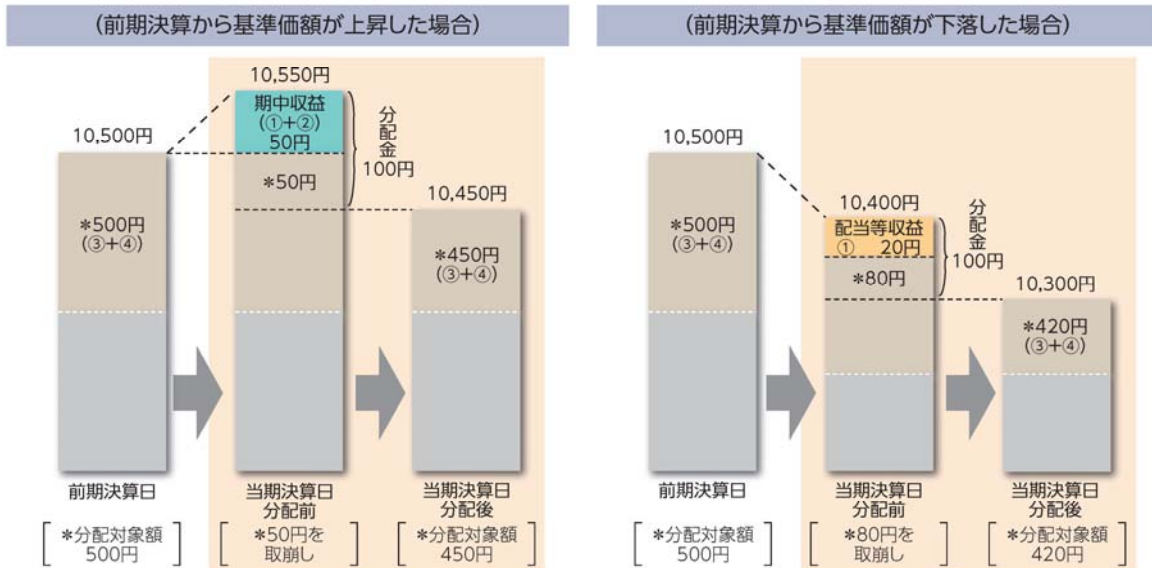 (前期決算から基準価額が上昇した場合)
10,500円
*500円
(③+④)
10,550円
期中収益
(①+②)
50円
*50円
分配金
100円
10,450円
*450円
(③+④)
前期決算日
当期決算日
分配前
当期決算日
分配後
*分配対象額
500円
*50円を
取崩し
*分配対象額
450円
(前期決算から基準価額が下落した場合)
10,500円
*500円
(③+④)
10,400円
配当等収益
① 20円
*80円
分配金
100円
10,300円
*420円
(③+④)
前期決算日
当期決算日
分配前
当期決算日
分配後
*分配対象額
500円
*80円を
取崩し
*分配対象額
420円